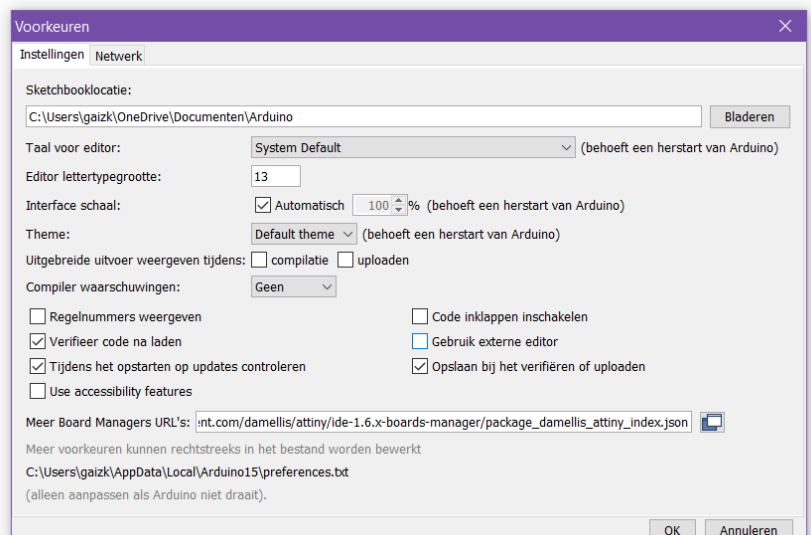 Voorkeuren
Instellingen Netwerk
Sketchbooklocatie:
C:\Users\gaizk\OneDrive\Documenten\Arduino Bladeren
Taal voor editor: System Default (behoeft een herstart van Arduino)
Editor lettertypegrootte: 13
Interface schaal: Automatisch 100 % (behoeft een herstart van Arduino)
Theme: Default theme (behoeft een herstart van Arduino)
Uitgebreide uitvoer weergeven tijdens: compilatie uploaden
Compiler waarschuwingen: Geen
Regelnummers weergeven Code inklappen inschakelen
Verifieer code na laden Gebruik externe editor
Tijdens het opstarten op updates controleren Opslaan bij het verifiëren of uploaden
Use accessibility features
Meer Board Managers URL's: ent.com/damellis/attiny/ide-1.6.x-boards-manager/package_damellis_attiny_index.json
Meer voorkeuren kunnen rechtstreeks in het bestand worden bewerkt
C:\Users\gaizk\AppData\Local\Arduino15\preferences.txt
(alleen aanpassen als Arduino niet draait).
OK Annuleren